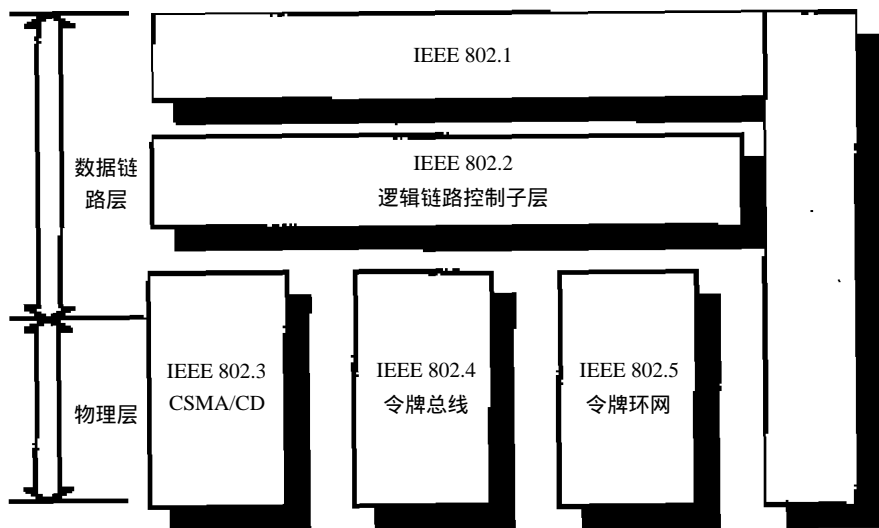 IEEE 802.1
数据链
路层
IEEE 802.2
逻辑链路控制子层
物理层
IEEE 802.3
CSMA/CD
IEEE 802.4
令牌总线
IEEE 802.5
令牌环网